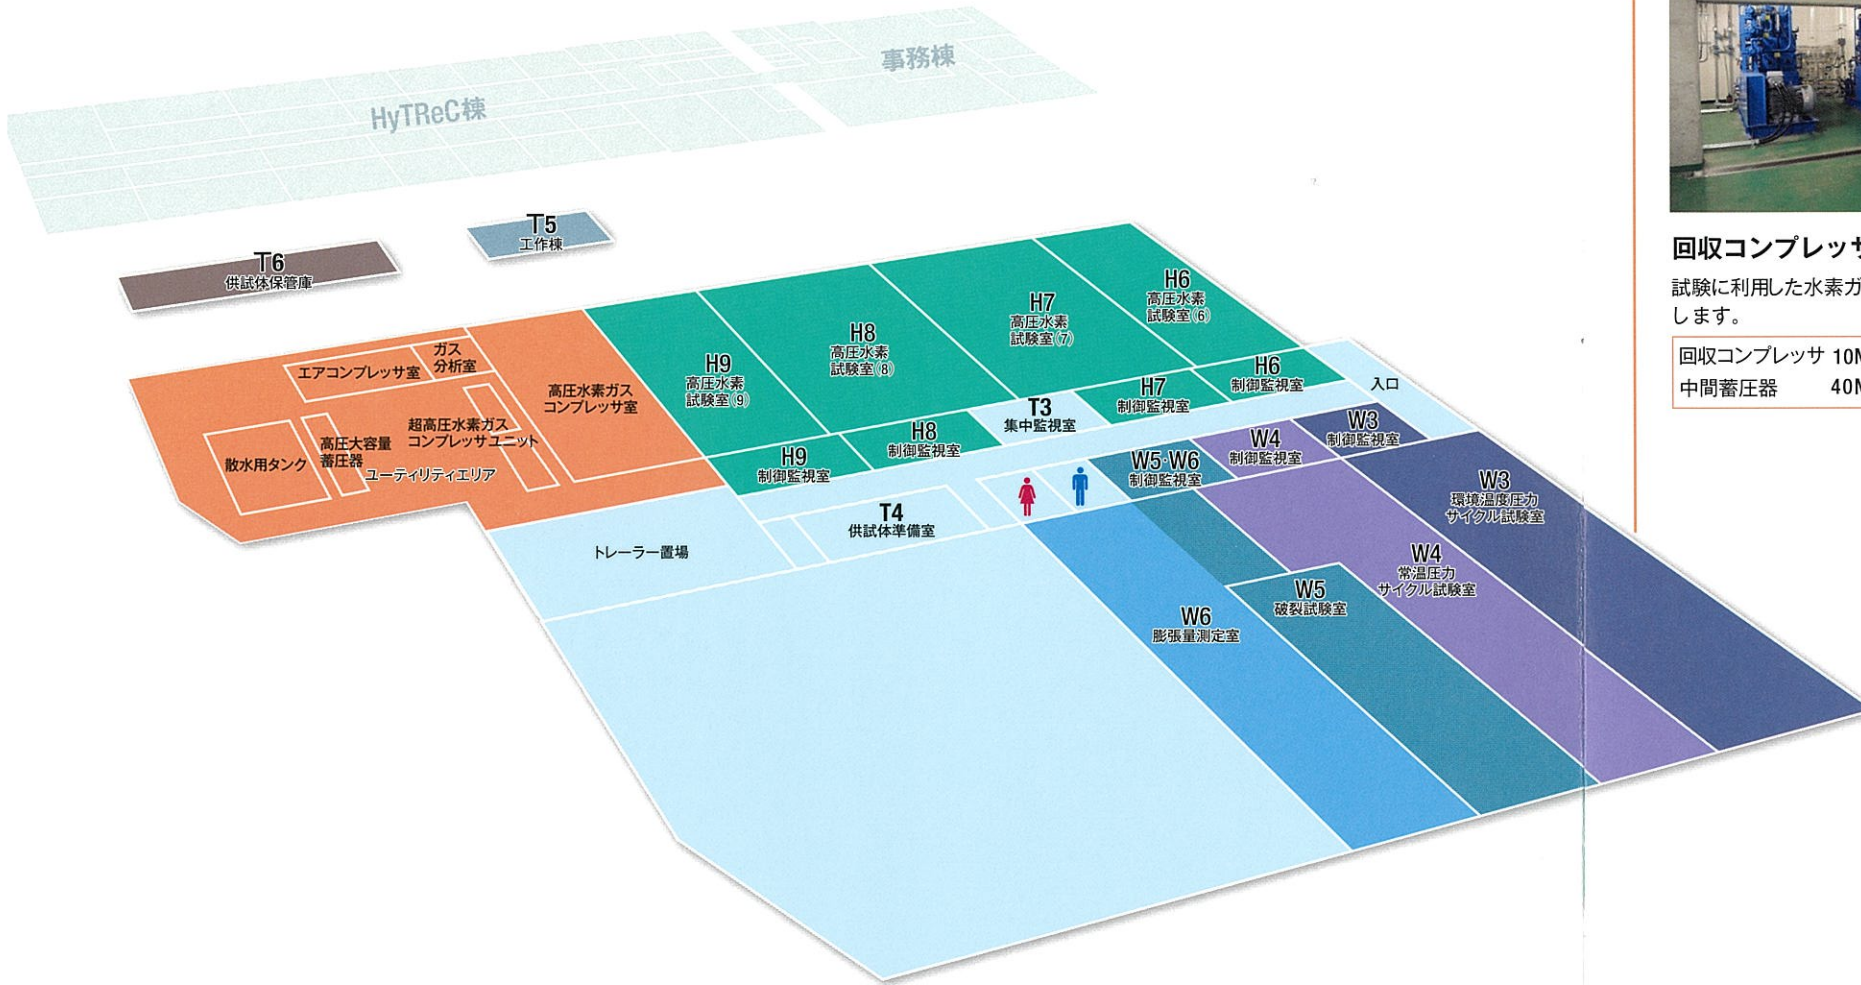 HyTReC棟
事務棟
T5
工作棟
T6
供試体保管庫
H6
高圧水素
試験室(6)
H7
高圧水素
試験室(7)
H8
高圧水素
試験室(8)
H9
高圧水素
試験室(9)
ガス
分析室
エアコンプレッサ室
高圧水素ガス
コンプレッサ室
超高圧水素ガス
コンプレッサユニット
高圧大容量
蓄圧器
散水用タンク
ユーティリティエリア
H6
制御監視室
H7
制御監視室
T3
集中監視室
H8
制御監視室
H9
制御監視室
入口
W3
制御監視室
W4
制御監視室
W5·W6
制御監視室
T4
供試体準備室
トレーラー置場
W3
環境温度圧力
サイクル試験室
W4
常温圧力
サイクル試験室
W5
破裂試験室
W6
膨張量測定室
回収コンプレッサ
試験に利用した水素ガ
します。
回収コンプレッサ 10M
中間蓄圧器 40M